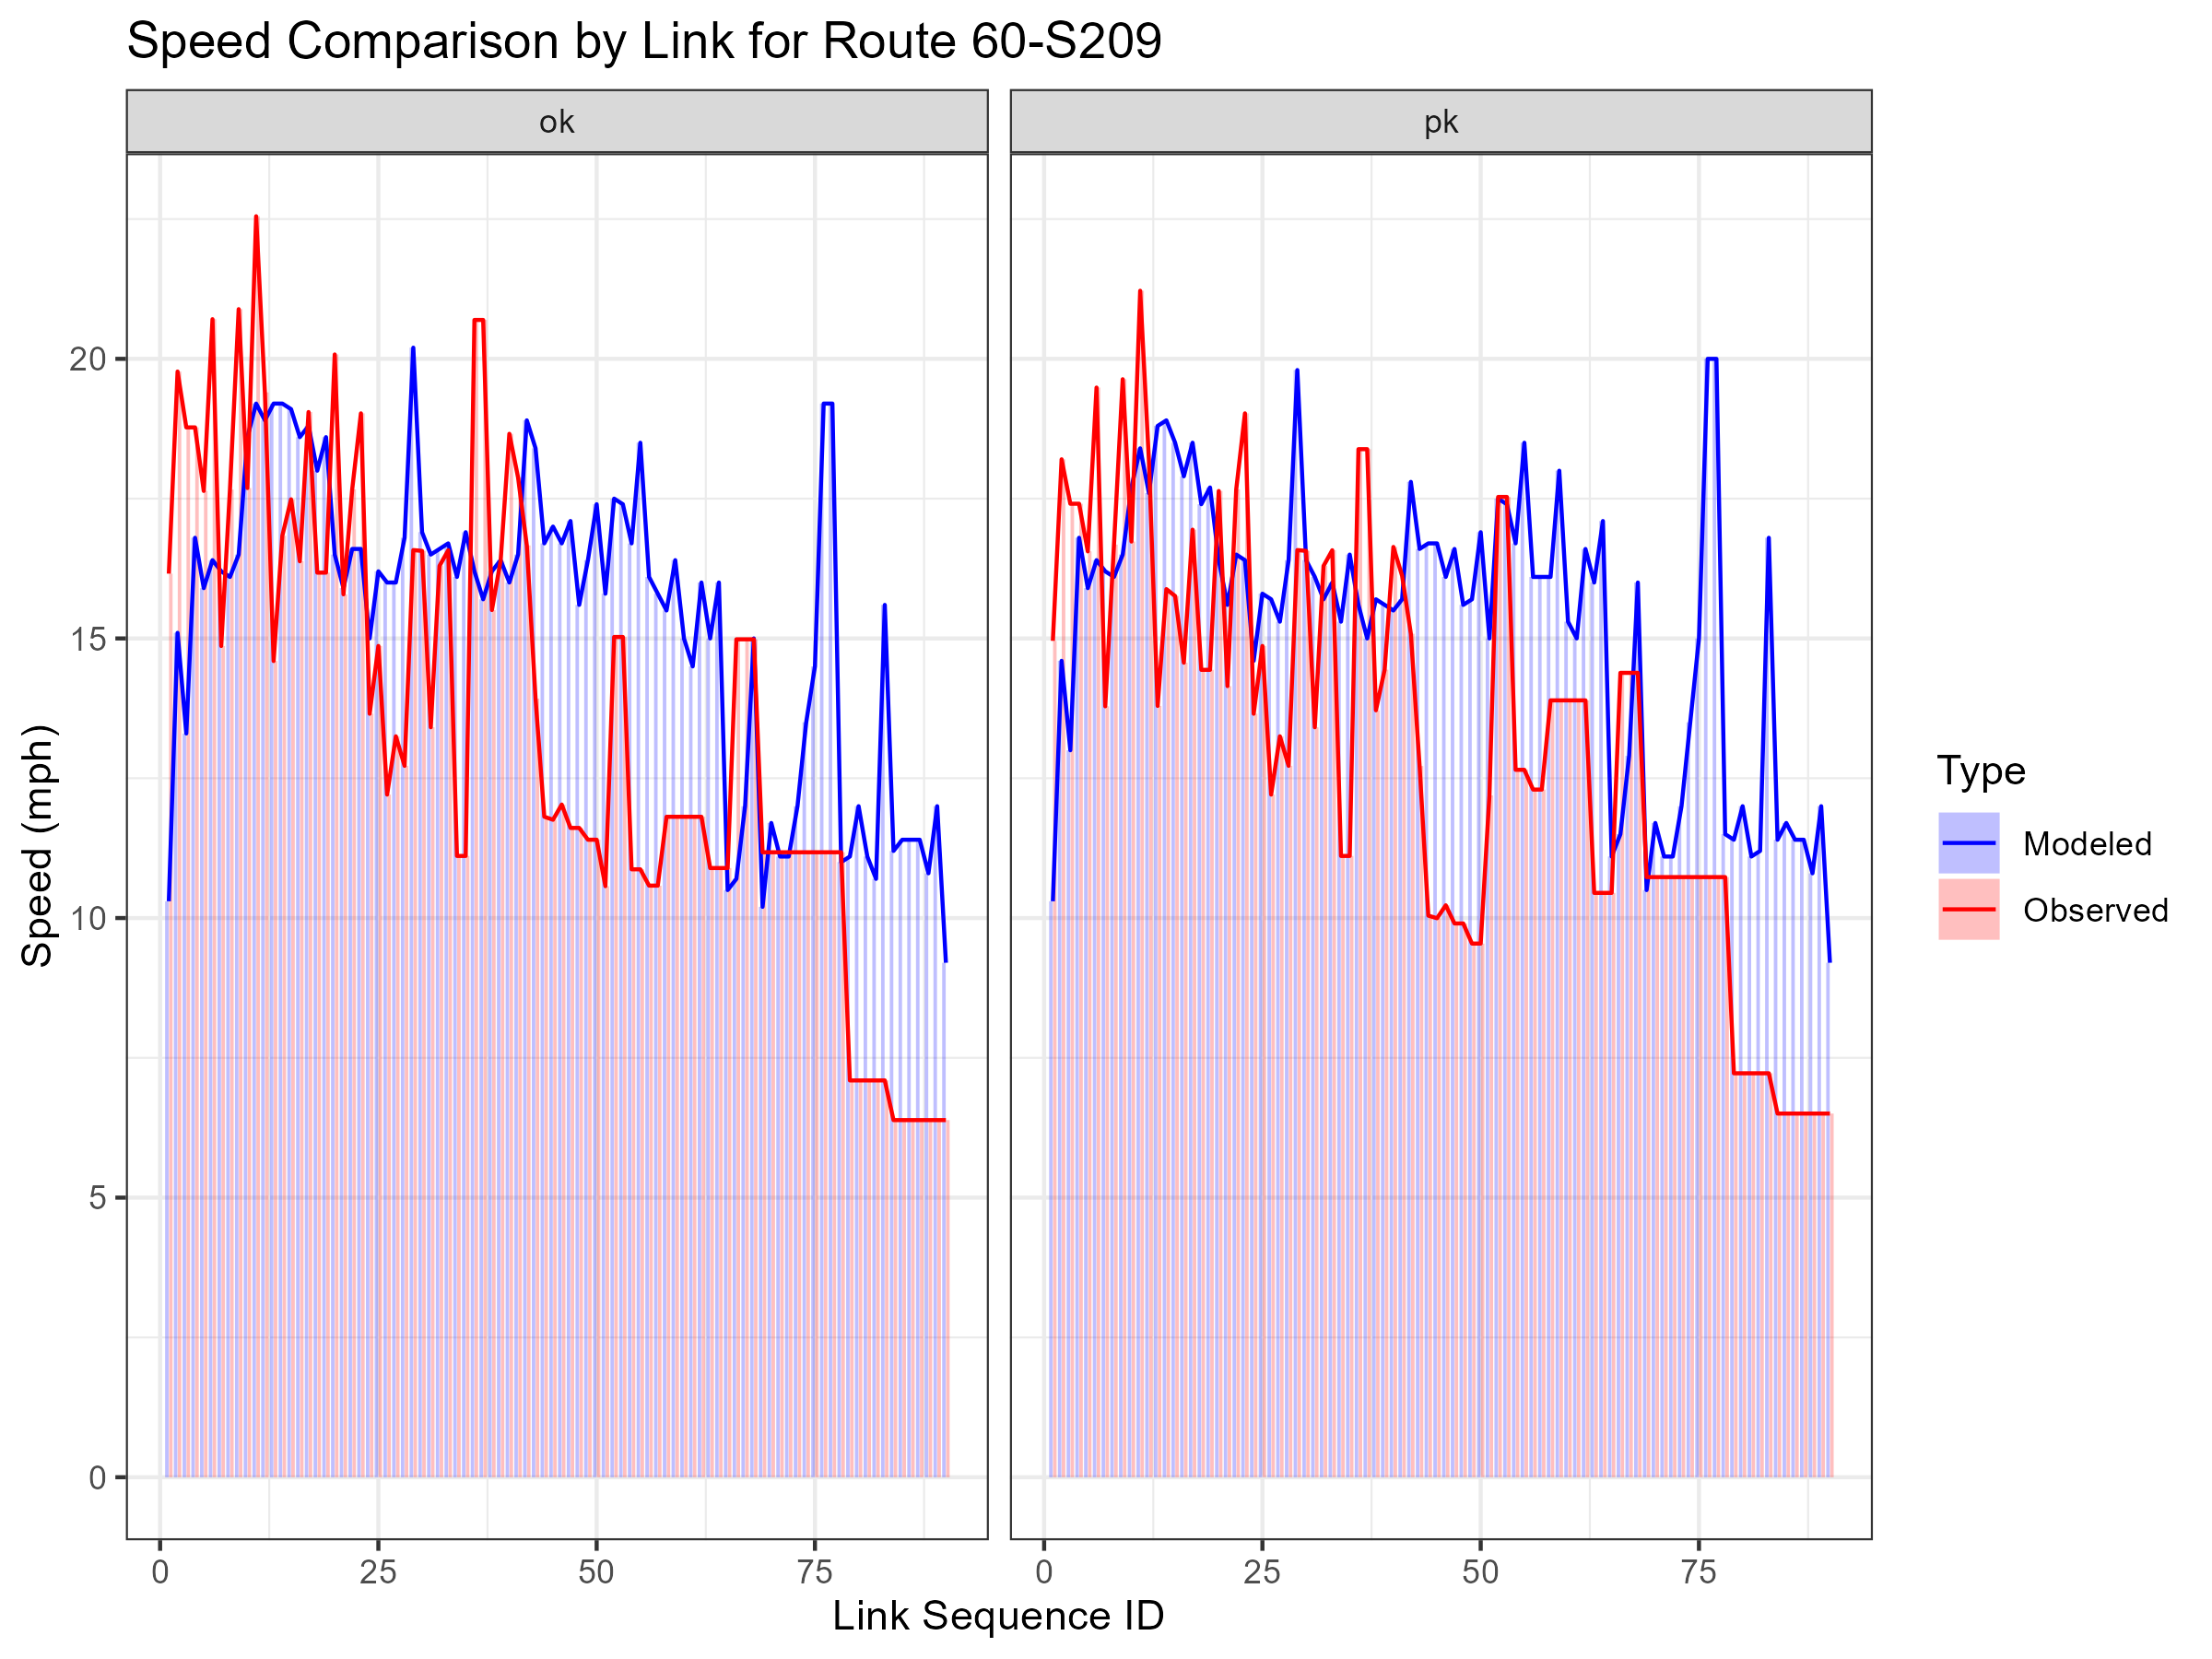 Speed Comparison by Link for Route 60-S209
ok
pk
20
15
10
5
0
Speed (mph)
0 25 50 75
0 25 50 75
Link Sequence ID
Type
Modeled
Observed